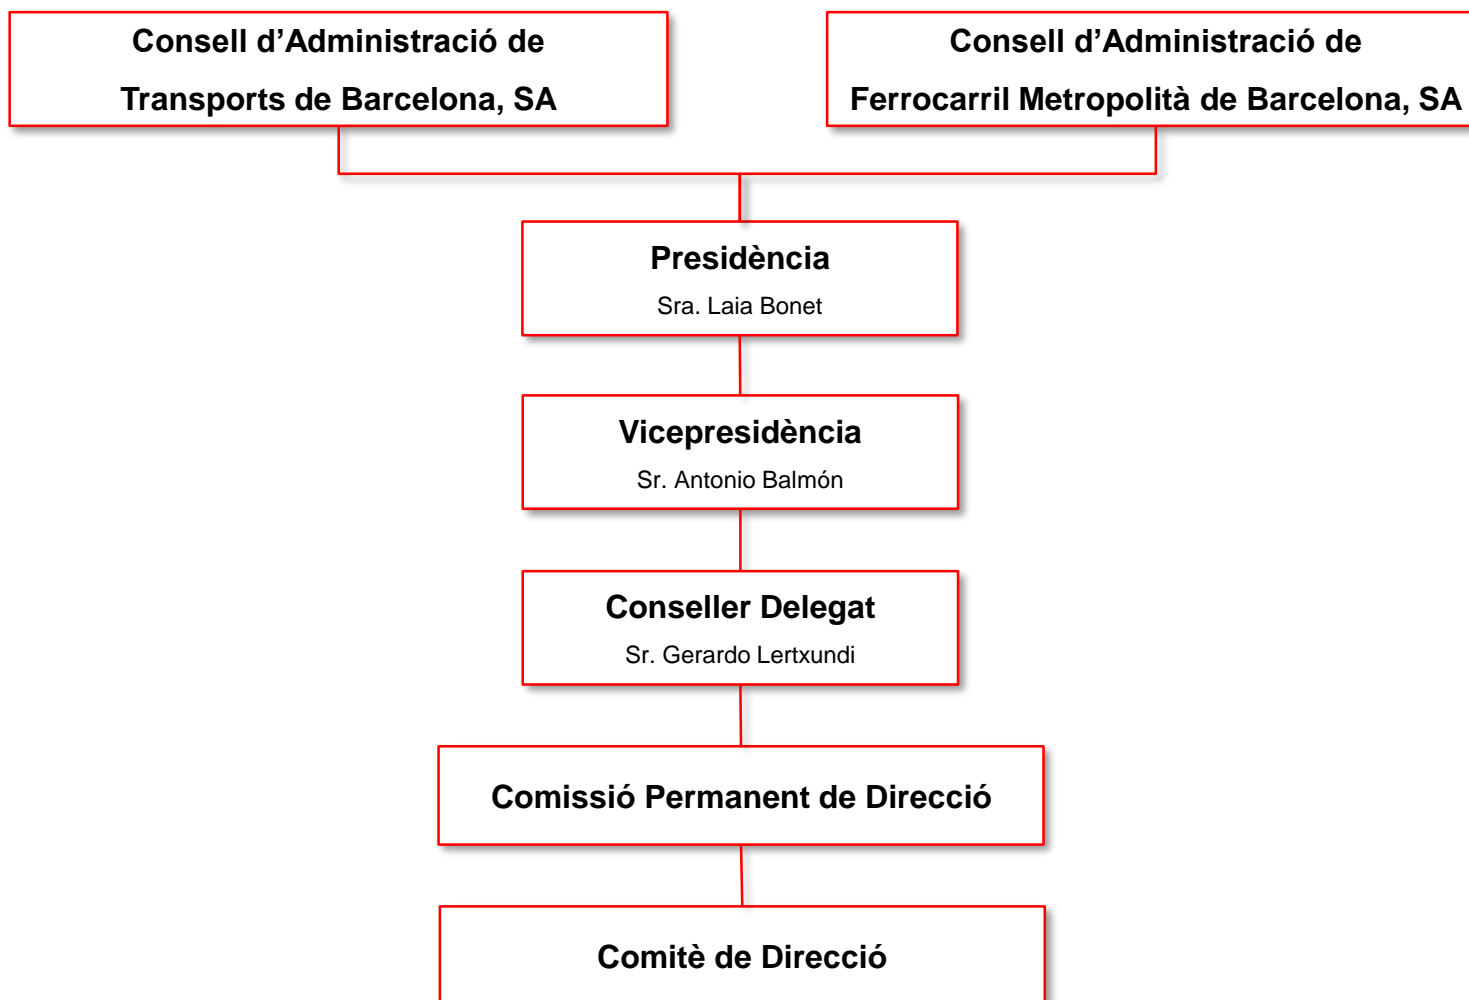 Consell d’Administració de
Transports de Barcelona, SA
Consell d’Administració de
Ferrocarril Metropolità de Barcelona, SA
Presidència
Sra. Laia Bonet
Vicepresidència
Sr. Antonio Balmón
Conseller Delegat
Sr. Gerardo Lertxundi
Comissió Permanent de Direcció
Comitè de Direcció